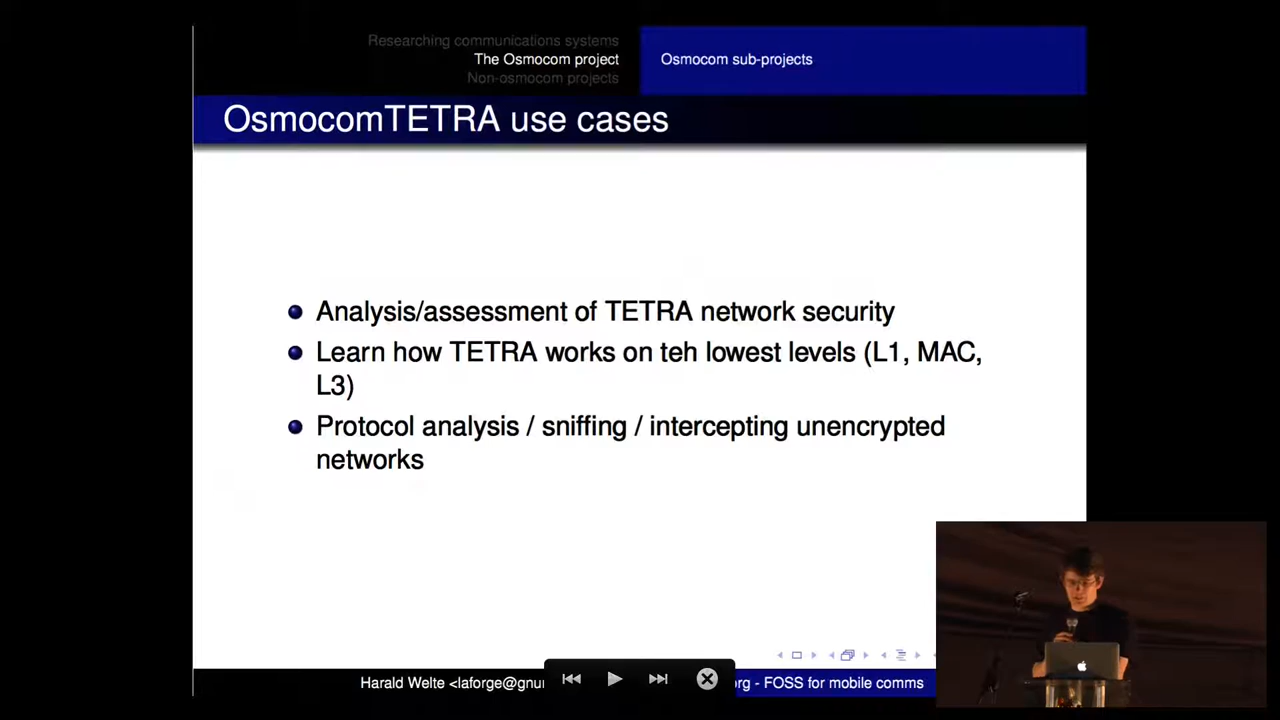 Researching communications systems
The Osmocom project
Non-osmocom projects
Osmocom sub-projects
OsmocomTETRA use cases
Analysis/assessment of TETRA network security
Learn how TETRA works on teh lowest levels (L1, MAC,
L3)
Protocol analysis / sniffing / intercepting unencrypted
networks
Harald Welte <laforge@gnu
org - FOSS for mobile comms